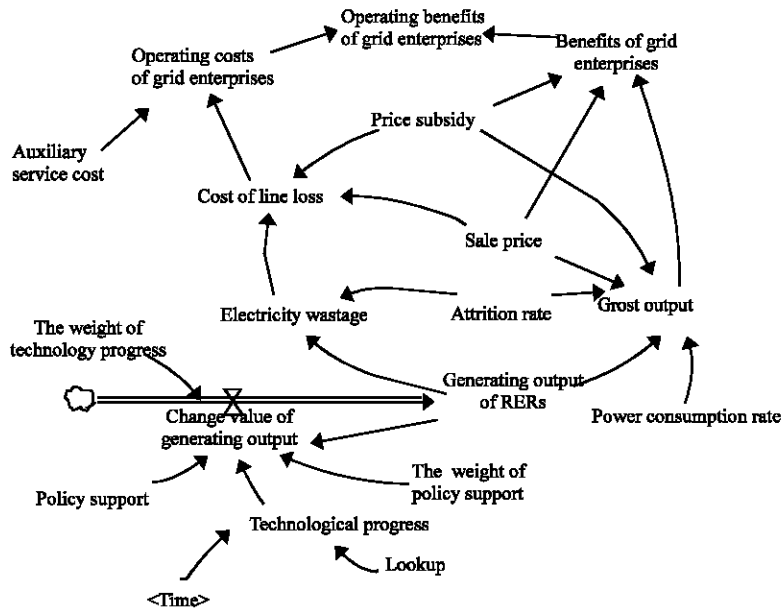 Operating benefits
of grid enterprises
Operating costs
of grid enterprises
Benefits of grid
enterprises
Price subsidy
Auxiliary
service cost
Cost of line loss
Sale price
Electricity wastage
Attrition rate
Grost output
The weight of
technology progress
Generating output
of RERs
Power consumption rate
Change value of
generating output
Policy support
The weight of
policy support
Technological progress
Lookup
<Time>